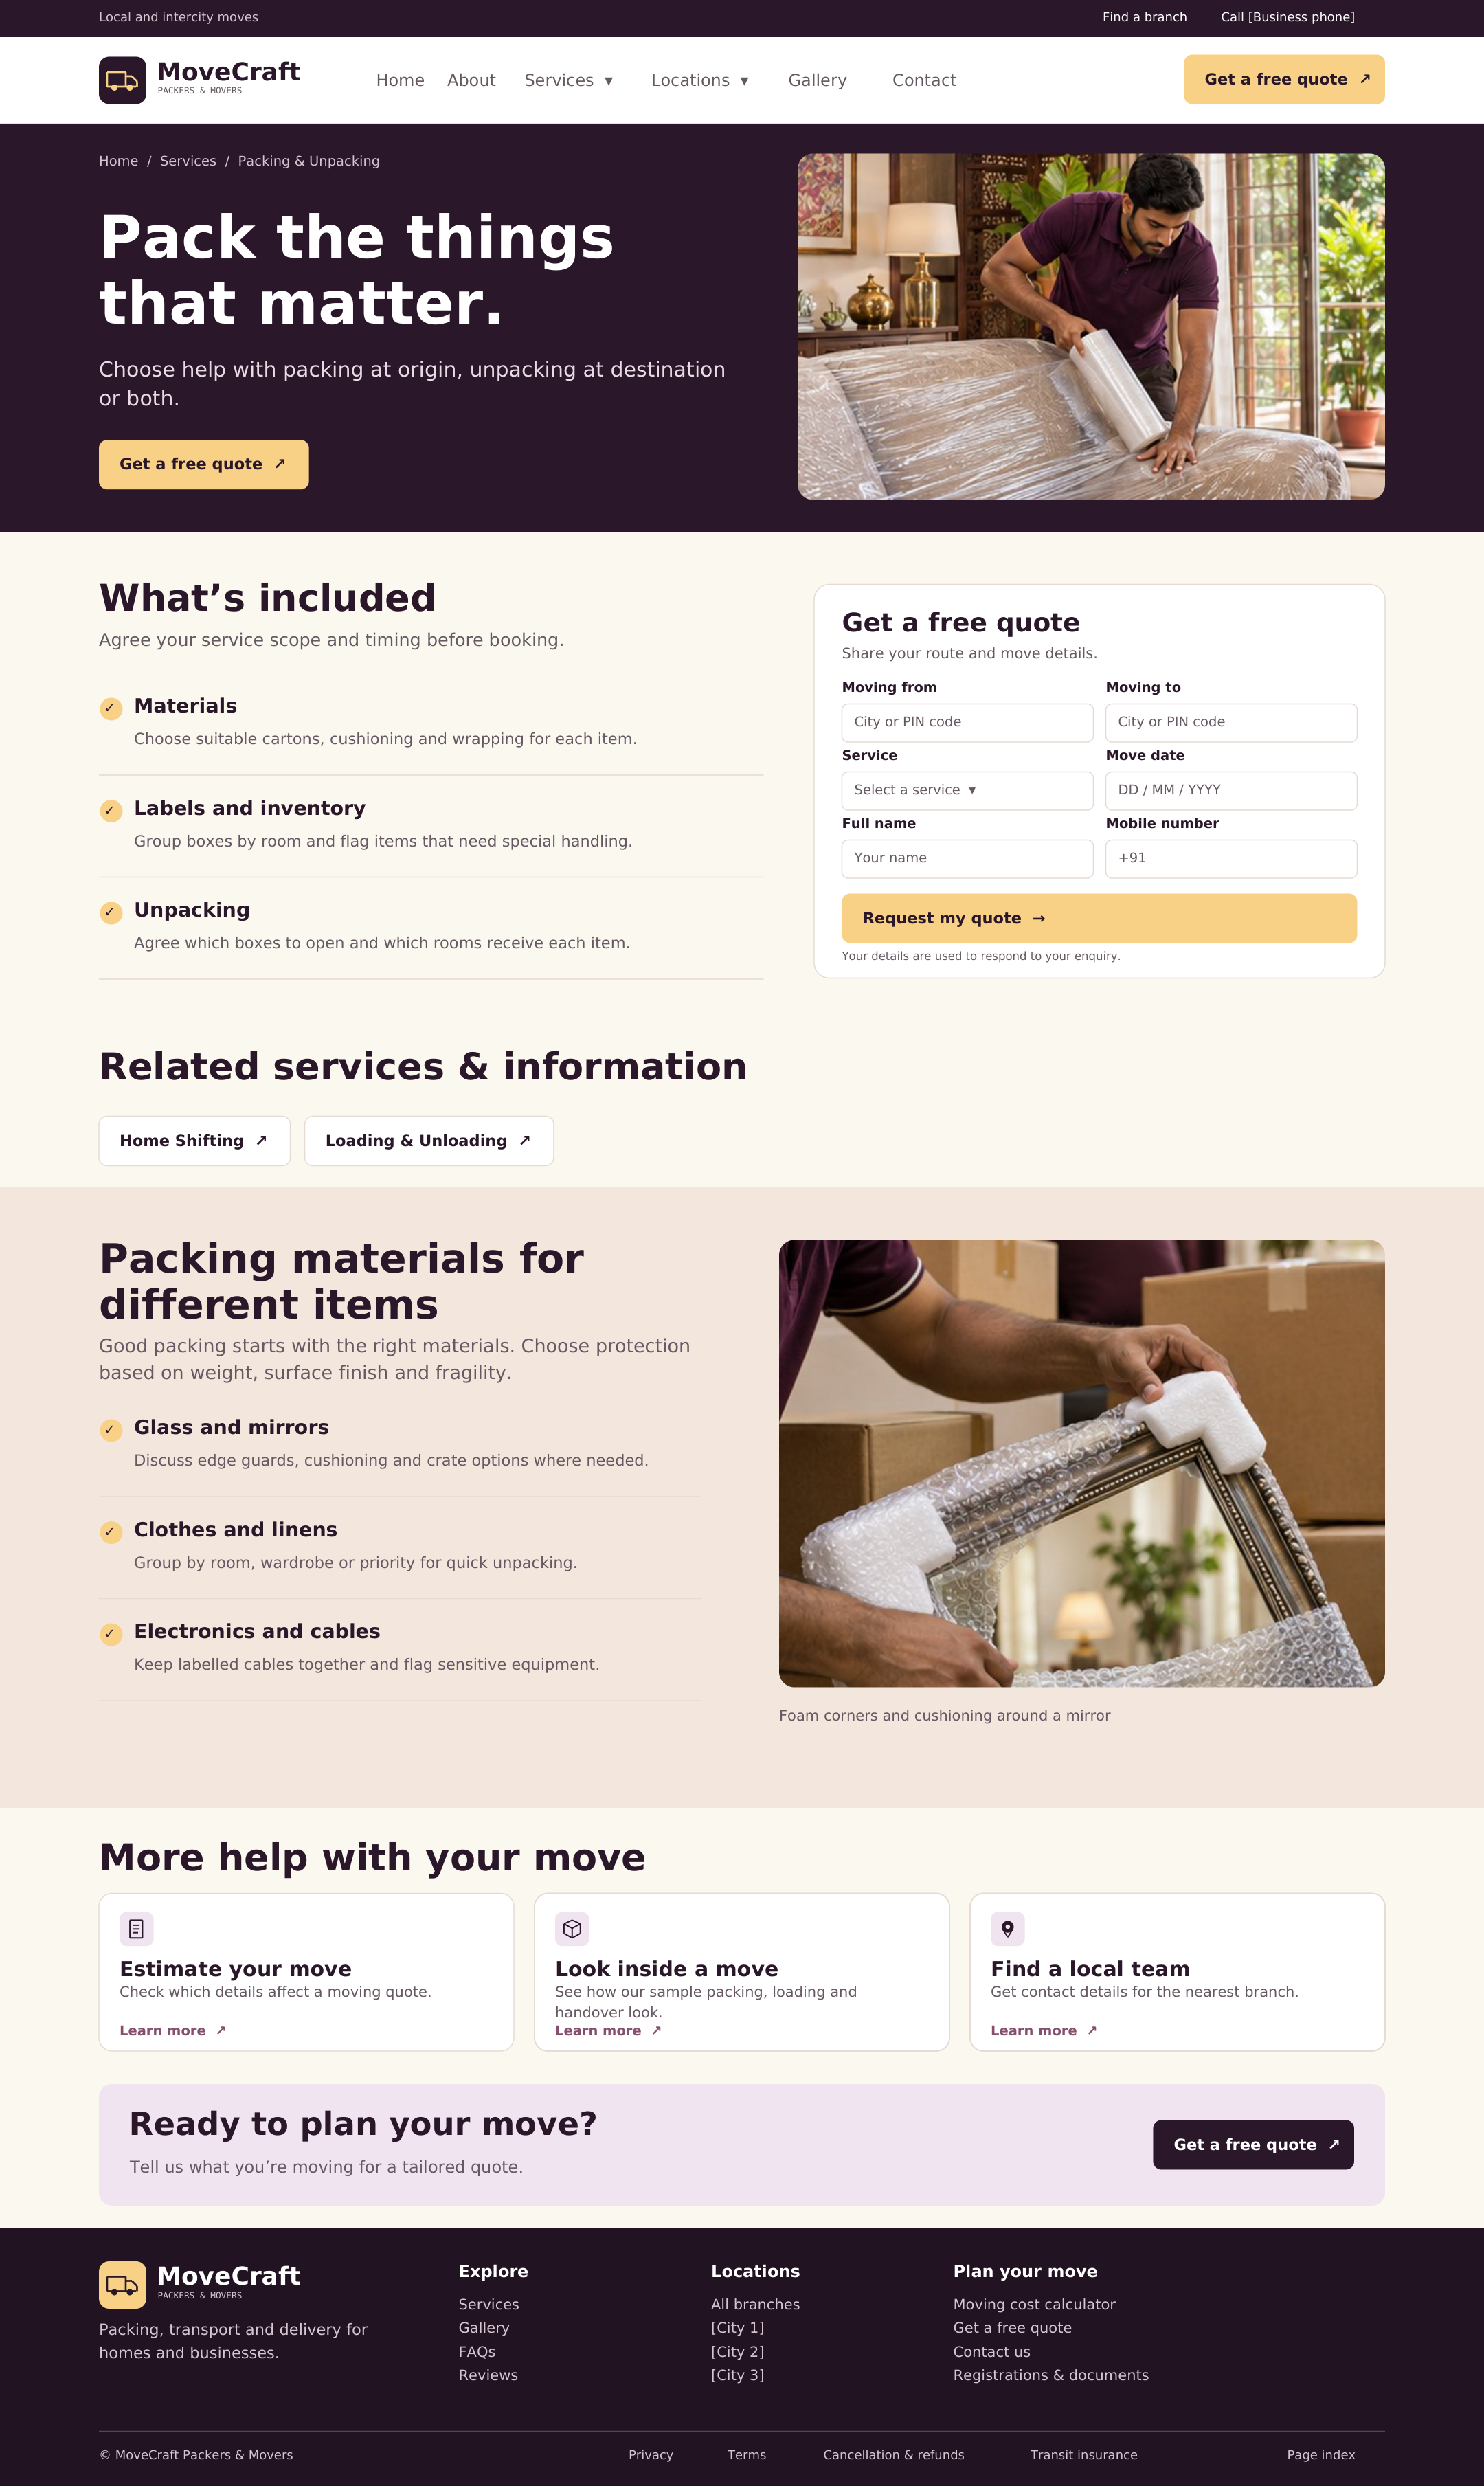 Local and intercity moves
Find a branch
Call [Business phone]
MoveCraft
PACKERS & MOVERS
Home
About
Services ▾
Locations ▾
Gallery
Contact
Get a free quote ↗
Home / Services / Packing & Unpacking
Pack the things
that matter.
Choose help with packing at origin, unpacking at destination
or both.
Get a free quote ↗
What’s included
Agree your service scope and timing before booking.
✓ Materials
Choose suitable cartons, cushioning and wrapping for each item.
✓ Labels and inventory
Group boxes by room and flag items that need special handling.
✓ Unpacking
Agree which boxes to open and which rooms receive each item.
Get a free quote
Share your route and move details.
Moving from
Moving to
City or PIN code
City or PIN code
Service
Move date
Select a service ▾
DD / MM / YYYY
Full name
Mobile number
Your name
+91
Request my quote →
Your details are used to respond to your enquiry.
Related services & information
Home Shifting ↗
Loading & Unloading ↗
Packing materials for
different items
Good packing starts with the right materials. Choose protection
based on weight, surface finish and fragility.
✓ Glass and mirrors
Discuss edge guards, cushioning and crate options where needed.
✓ Clothes and linens
Group by room, wardrobe or priority for quick unpacking.
✓ Electronics and cables
Keep labelled cables together and flag sensitive equipment.
Foam corners and cushioning around a mirror
More help with your move
Estimate your move
Check which details affect a moving quote.
Learn more ↗
Look inside a move
See how our sample packing, loading and
handover look.
Learn more ↗
Find a local team
Get contact details for the nearest branch.
Learn more ↗
Ready to plan your move?
Tell us what you’re moving for a tailored quote.
Get a free quote ↗
MoveCraft
PACKERS & MOVERS
Packing, transport and delivery for
homes and businesses.
Explore
Services
Gallery
FAQs
Reviews
Locations
All branches
[City 1]
[City 2]
[City 3]
Plan your move
Moving cost calculator
Get a free quote
Contact us
Registrations & documents
© MoveCraft Packers & Movers
Privacy
Terms
Cancellation & refunds
Transit insurance
Page index